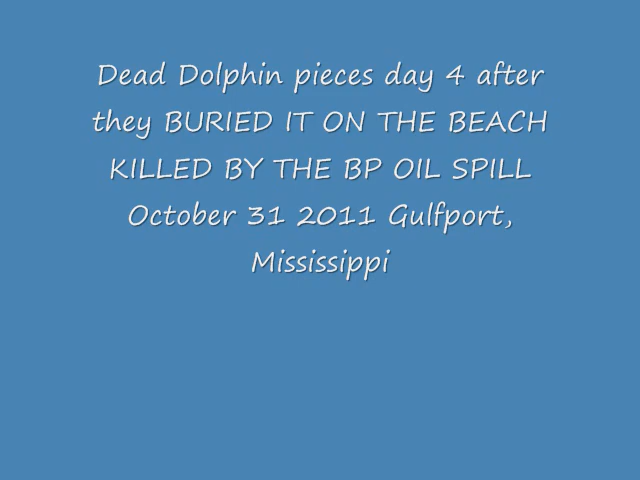 Dead Dolphin pieces day 4 after
they BURIED IT ON THE BEACH
KILLED BY THE BP OIL SPILL
October 31 2011 Gulfport,
Mississippi